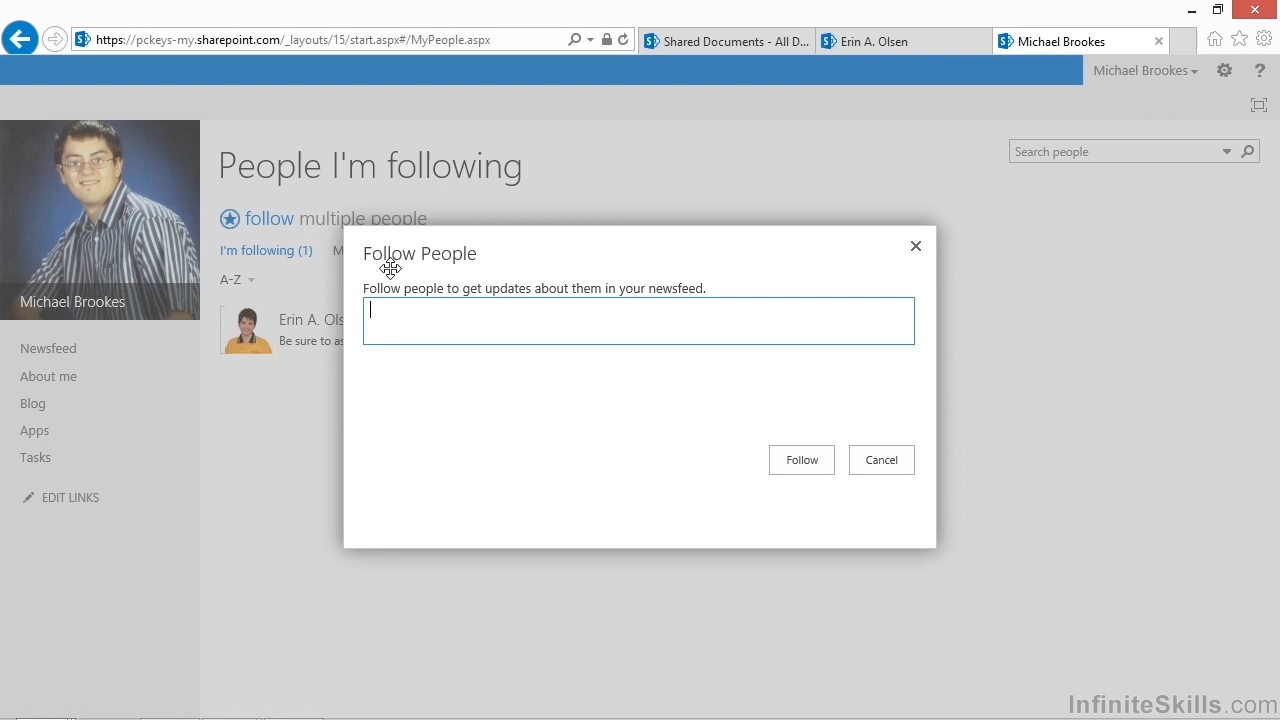 https://pckeys-my.sharepoint.com/_layouts/15/start.aspx#/MyPeople.aspx
Shared Documents - All D...
Erin A. Olsen
Michael Brookes
Michael Brookes
?
People I'm following
Search people
follow multiple people
I'm following (1)
M
A-Z
Michael Brookes
Erin A. Ols
Be sure to as
Newsfeed
About me
Blog
Apps
Tasks
EDIT LINKS
Follow People
Follow people to get updates about them in your newsfeed.
Follow
Cancel
InfiniteSkills.com